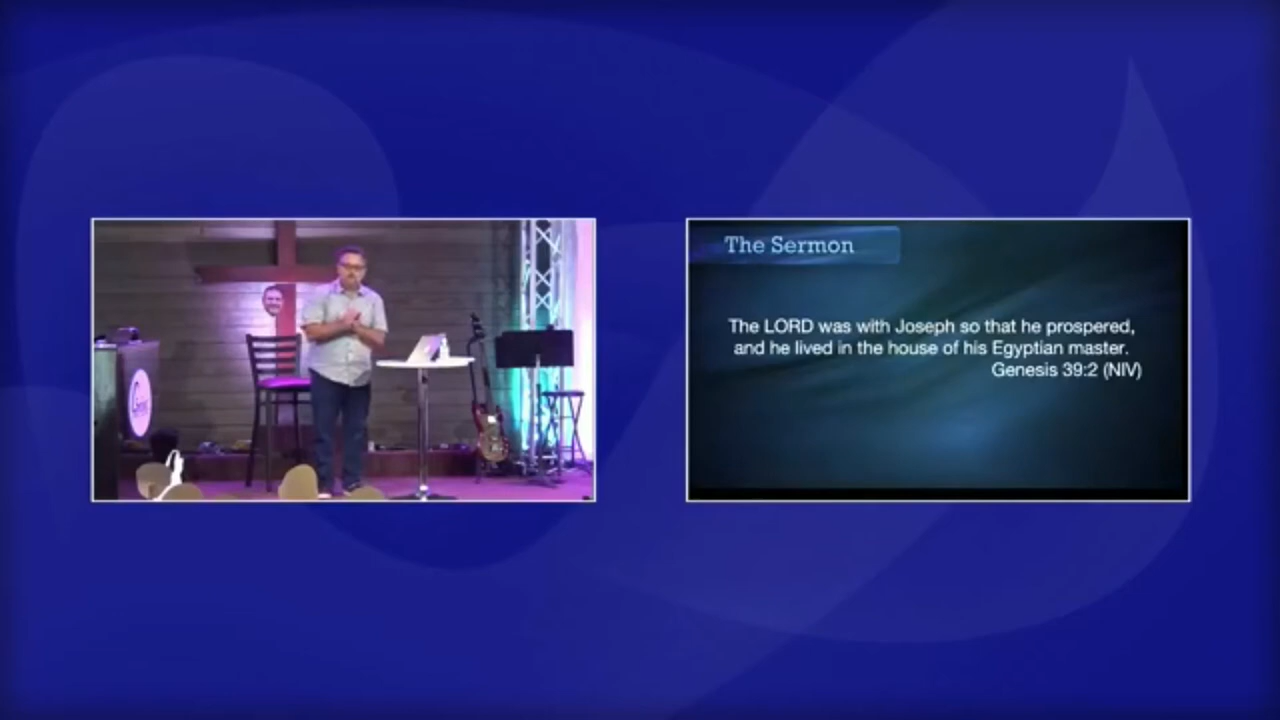 The Sermon
The LORD was with Joseph so that he prospered,
and he lived in the house of his Egyptian master.
Genesis 39:2 (NIV)